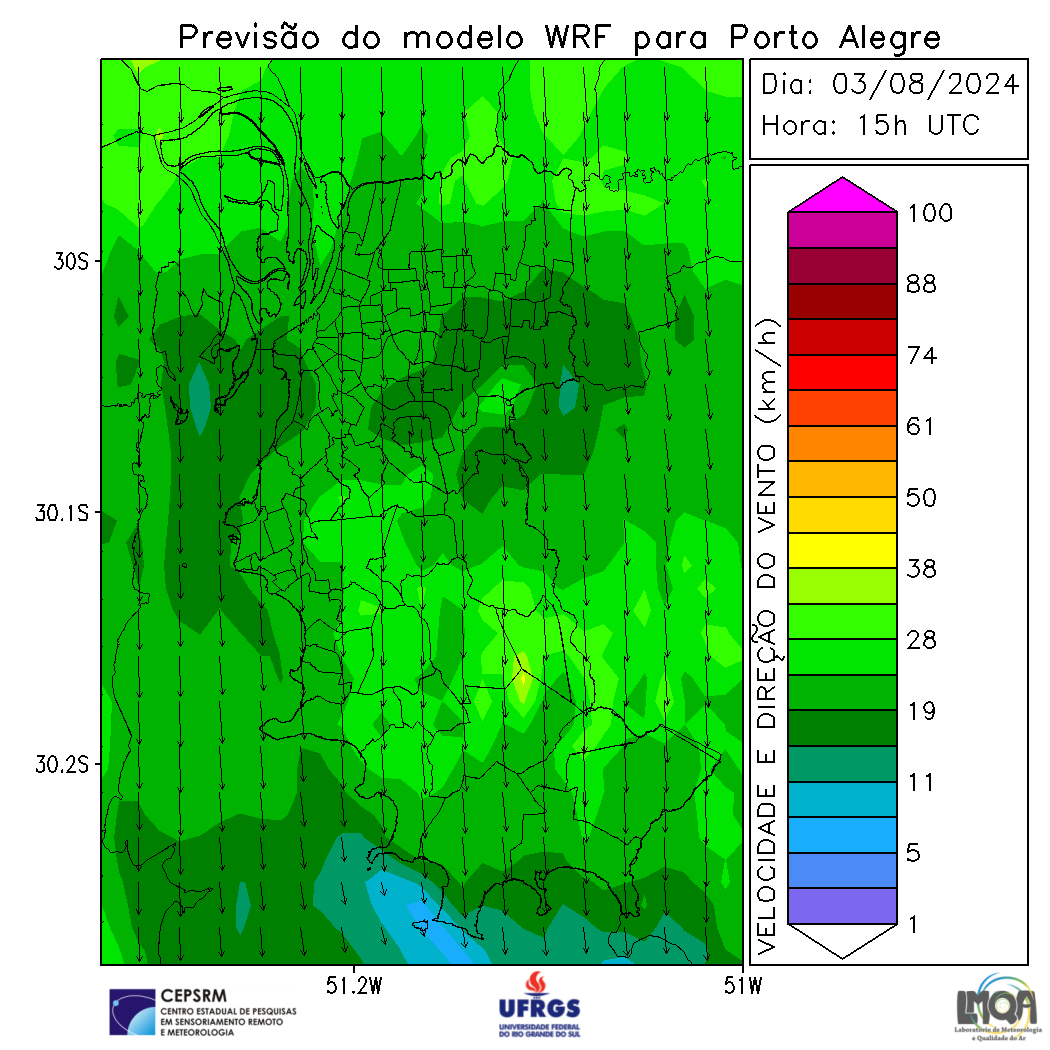 Previsão do modelo WRF para Porto Alegre
Dia: 03/08/2024
Hora: 15h UTC
30S
30.1S
30.2S
51.2W
51W
VELOCIDADE E DIREÇÃO DO VENTO (km/h)
100
88
74
61
50
38
28
19
11
5
1
CEPSRM
CENTRO ESTADUAL DE PESQUISAS
EM SENSORIAMENTO REMOTO
E METEOROLOGIA
UFRGS
UNIVERSIDADE FEDERAL
DO RIO GRANDE DO SUL
LMQA
Laboratório de Meteorologia
e Qualidade do Ar